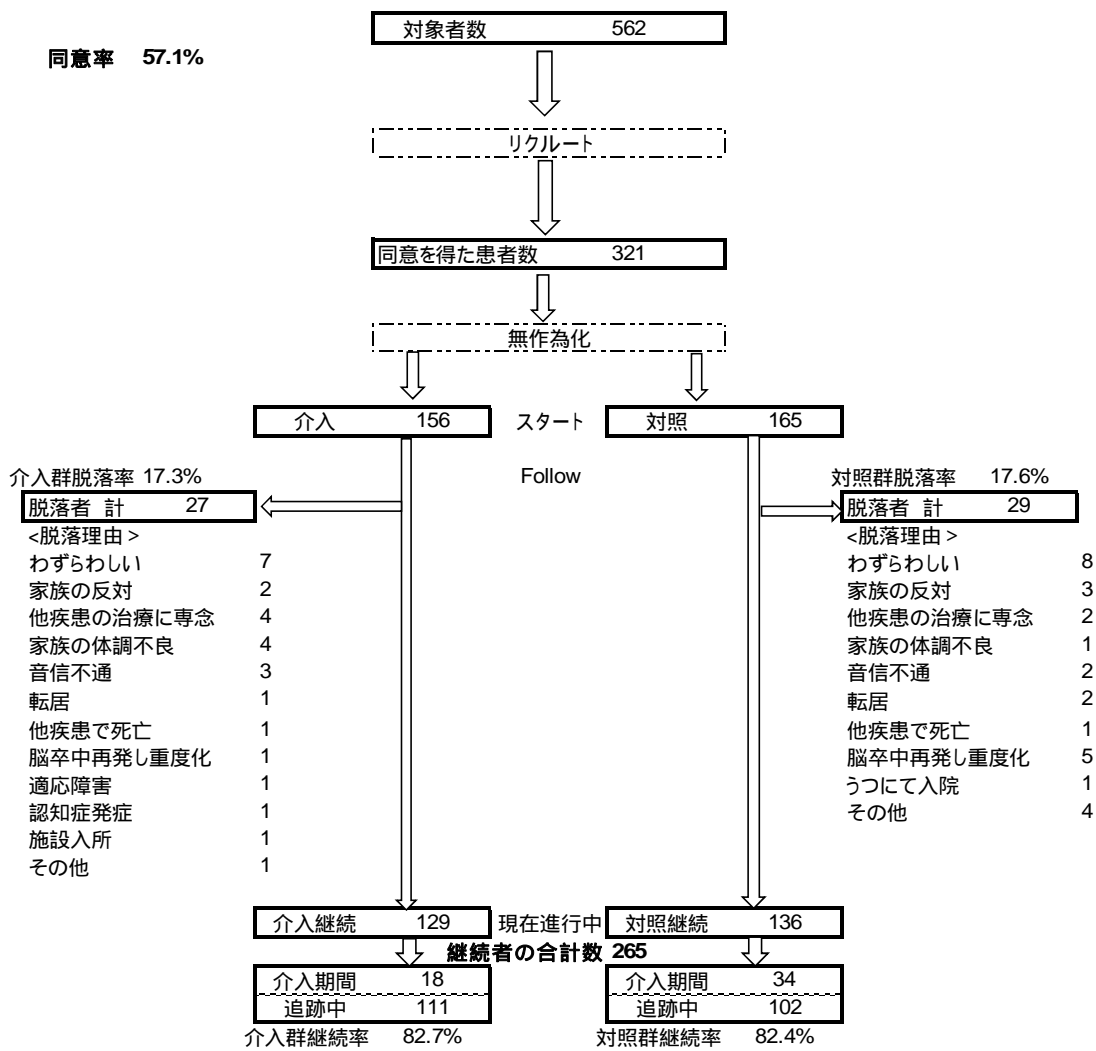 対象者数 562
同意率 57.1%
リクルート
同意を得た患者数 321
無作為化
介入 156 スタート 対照 165
Follow
介入群脱落率 17.3%
脱落者 計 27
<脱落理由>
わずらわしい 7
家族の反対 2
他疾患の治療に専念 4
家族の体調不良 4
音信不通 3
転居 1
他疾患で死亡 1
脳卒中再発し重度化 1
適応障害 1
認知症発症 1
施設入所 1
その他 1
対照群脱落率 17.6%
脱落者 計 29
<脱落理由>
わずらわしい 8
家族の反対 3
他疾患の治療に専念 2
家族の体調不良 1
音信不通 2
転居 2
他疾患で死亡 1
脳卒中再発し重度化 5
うつにて入院 1
その他 4
介入継続 129 現在進行中 対照継続 136
継続者の合計数 265
介入期間 18
追跡中 111
介入群継続率 82.7%
介入期間 34
追跡中 102
対照群継続率 82.4%